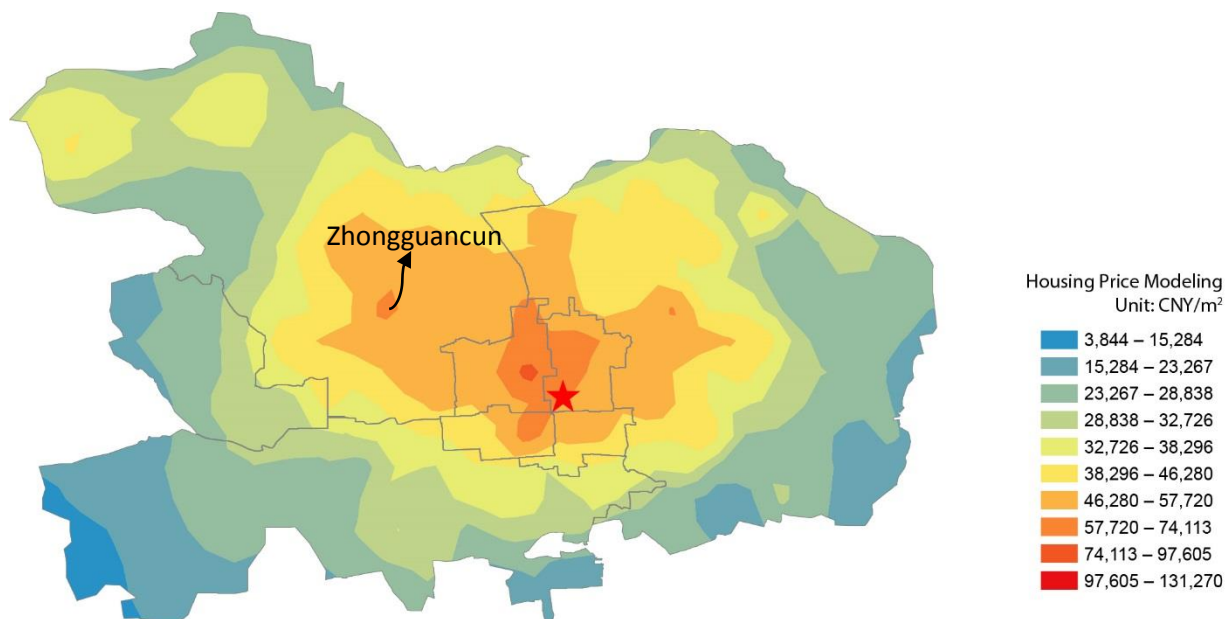 Zhongguancun
Housing Price Modeling
Unit: CNY/m²
3,844 – 15,284
15,284 – 23,267
23,267 – 28,838
28,838 – 32,726
32,726 – 38,296
38,296 – 46,280
46,280 – 57,720
57,720 – 74,113
74,113 – 97,605
97,605 – 131,270